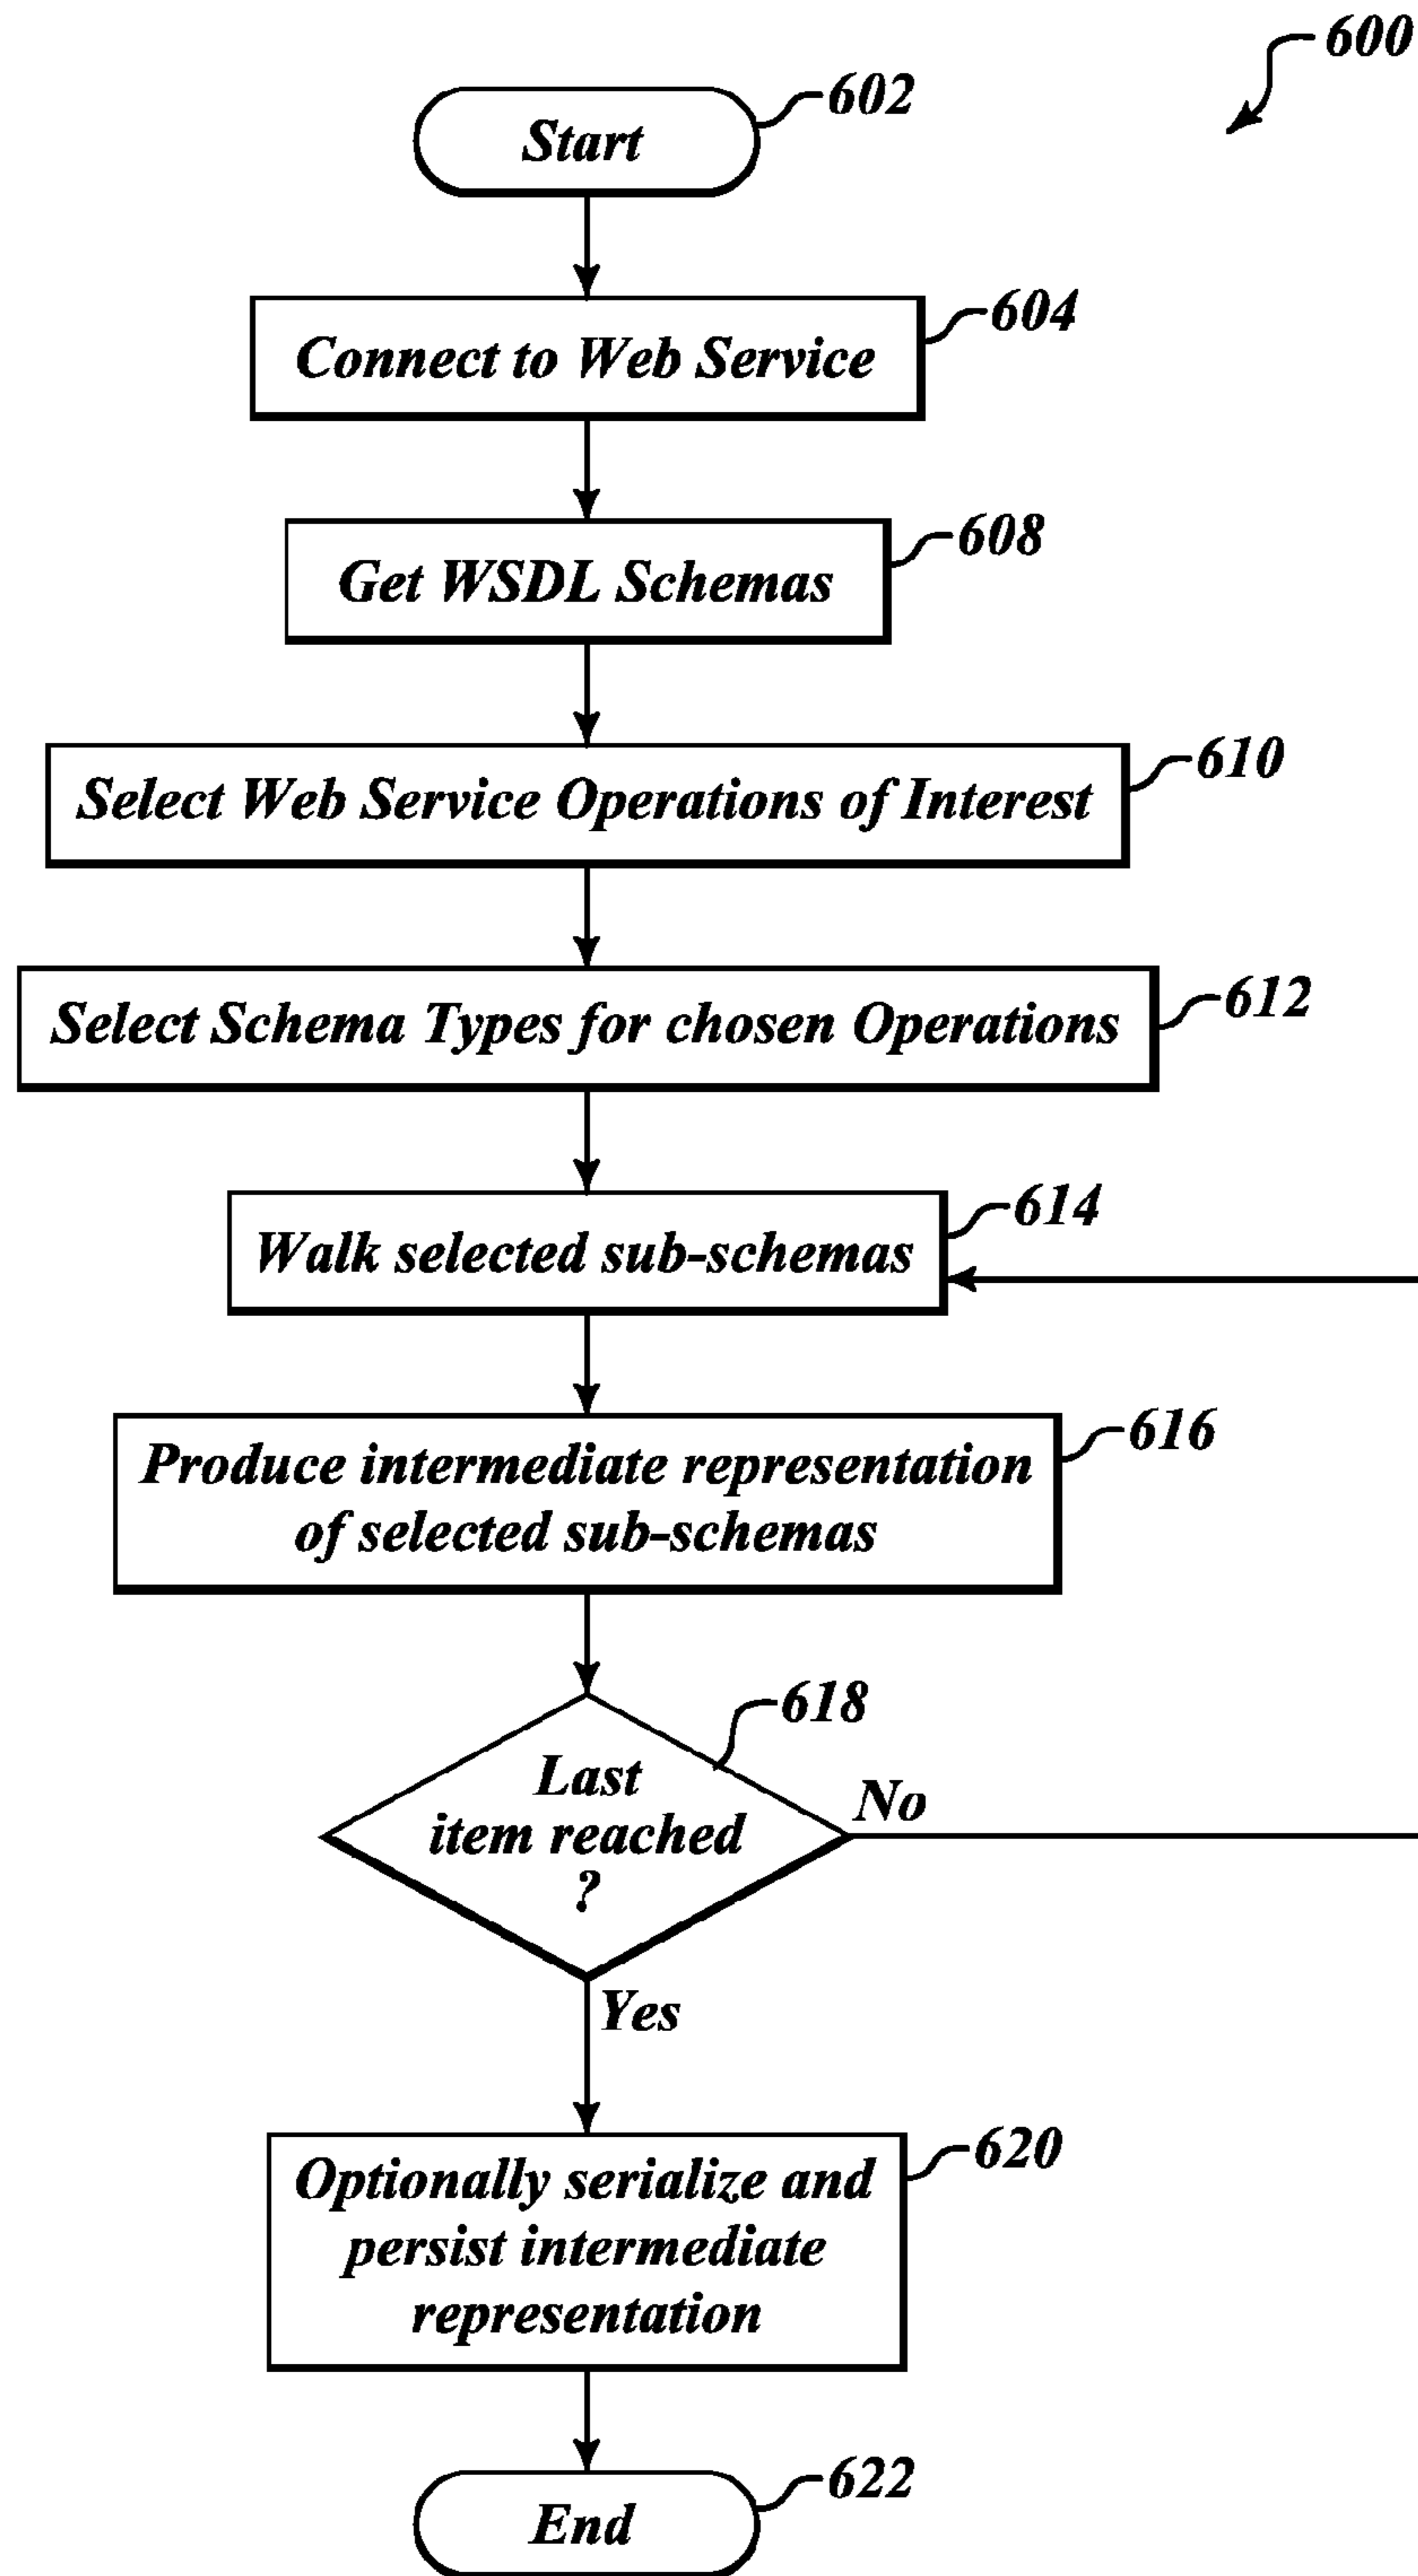 600
602
Start
604
Connect to Web Service
608
Get WSDL Schemas
610
Select Web Service Operations of Interest
612
Select Schema Types for chosen Operations
614
Walk selected sub-schemas
616
Produce intermediate representation
of selected sub-schemas
618
Last
item reached
?
No
Yes
620
Optionally serialize and
persist intermediate
representation
622
End